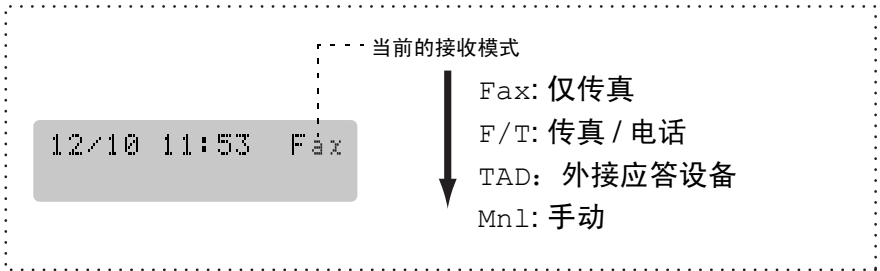 当前的接收模式
12/10 11:53 Fax
Fax: 仅传真
F/T: 传真 / 电话
TAD：外接应答设备
Mnl: 手动